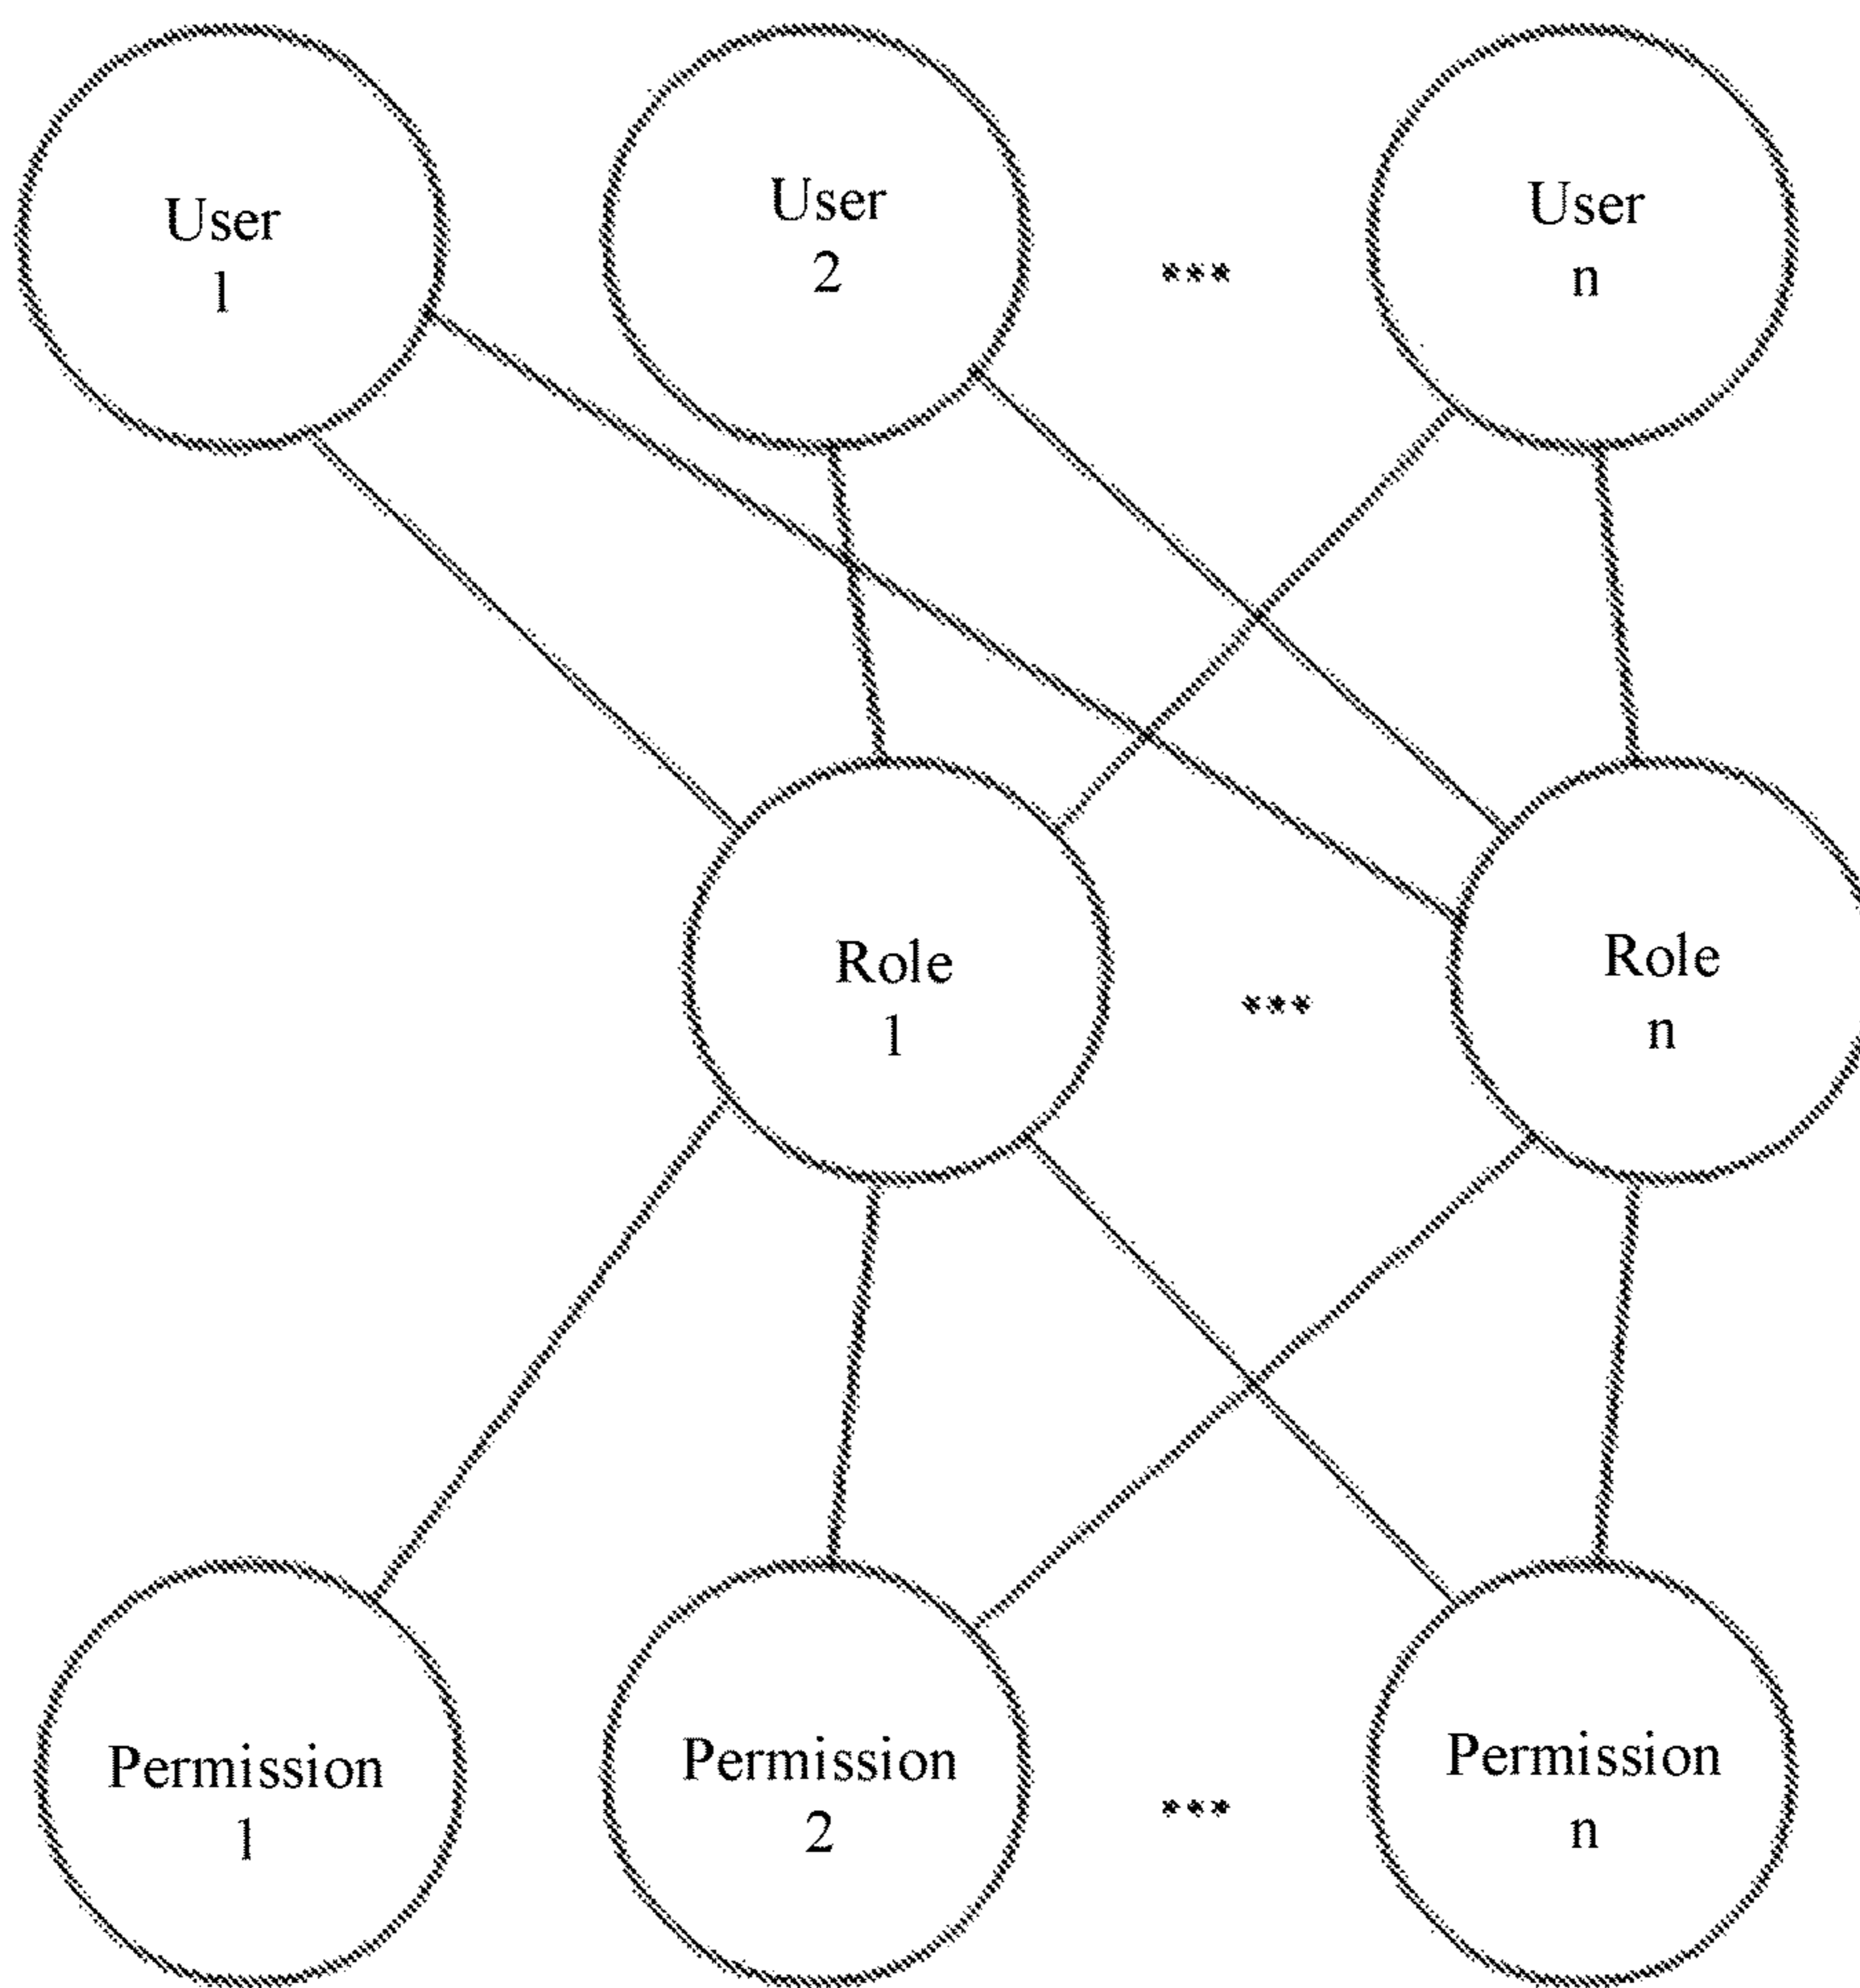 User
1
User
2
***
User
n
Role
1
***
Role
n
Permission
1
Permission
2
***
Permission
n